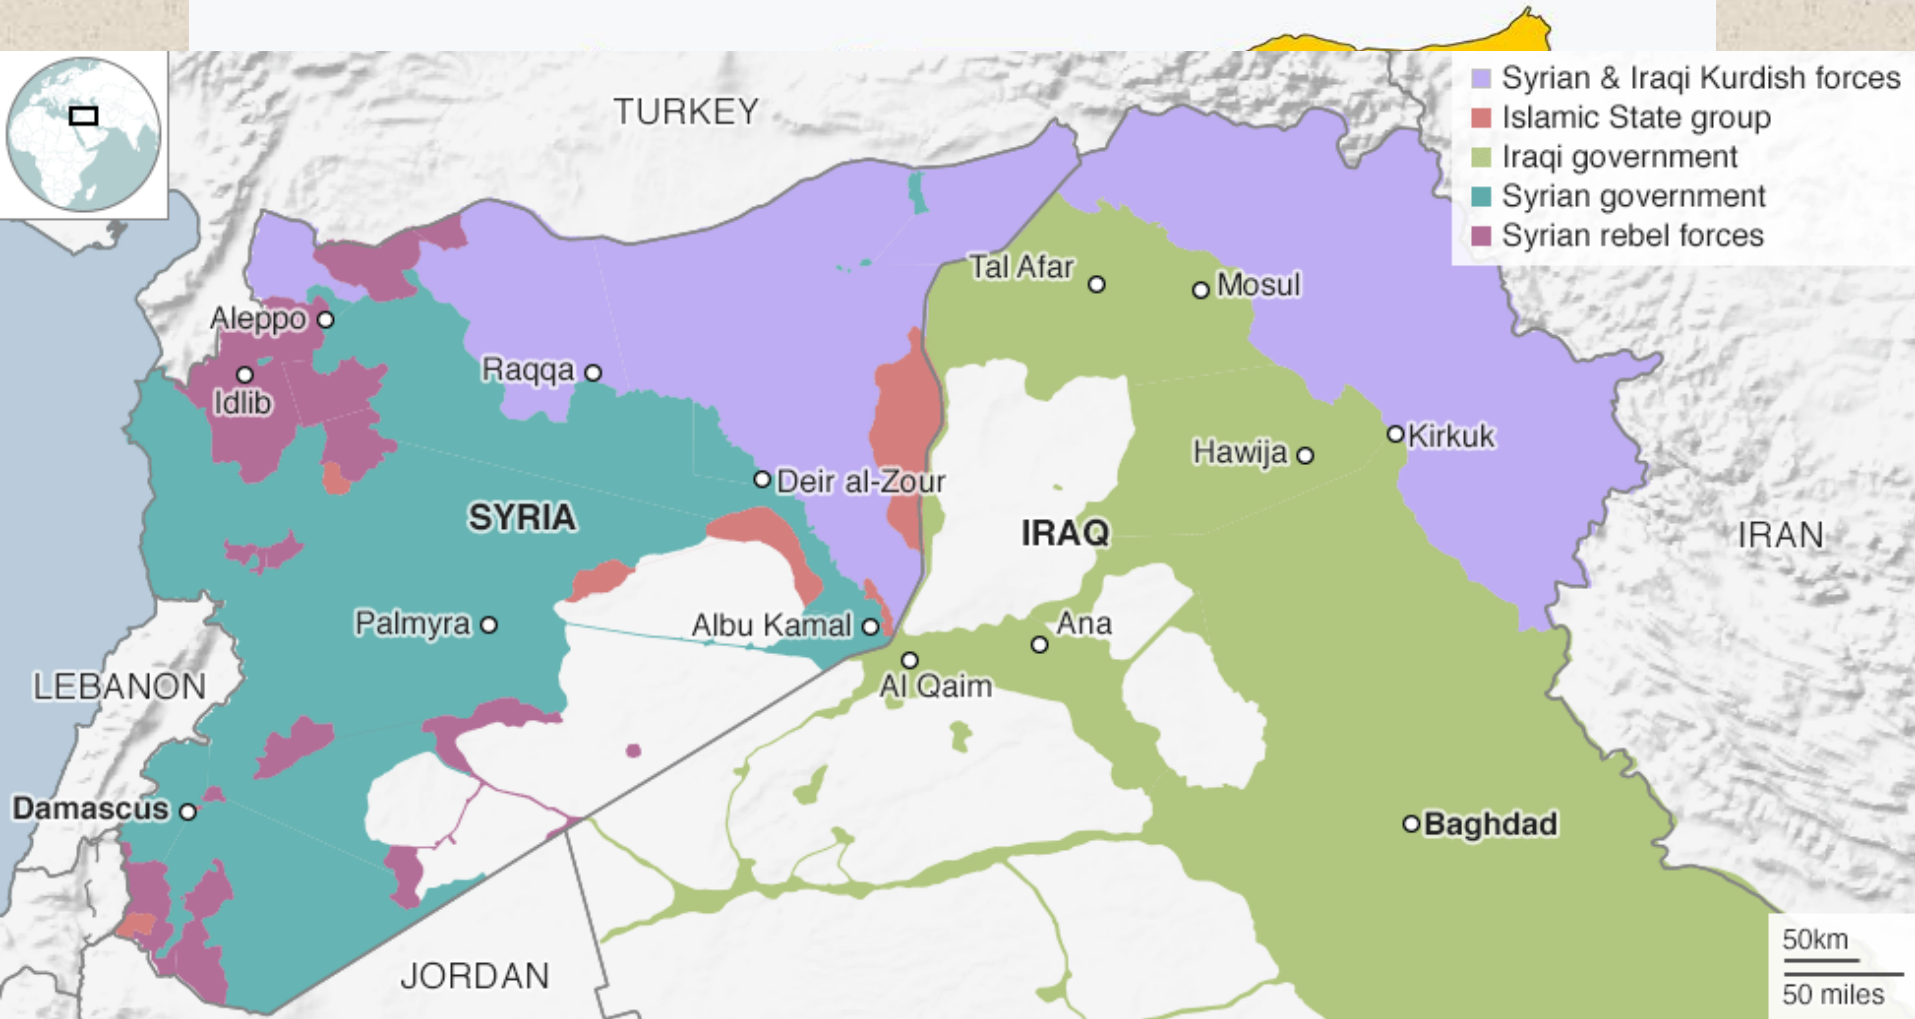 TURKEY
Syrian & Iraqi Kurdish forces
Islamic State group
Iraqi government
Syrian government
Syrian rebel forces
Tal Afar
Mosul
Aleppo
Raqqa
Idlib
Kirkuk
Hawija
Deir al-Zour
SYRIA
IRAQ
IRAN
Palmyra
Albu Kamal
Ana
LEBANON
Al Qaim
Damascus
Baghdad
JORDAN
50km
50 miles